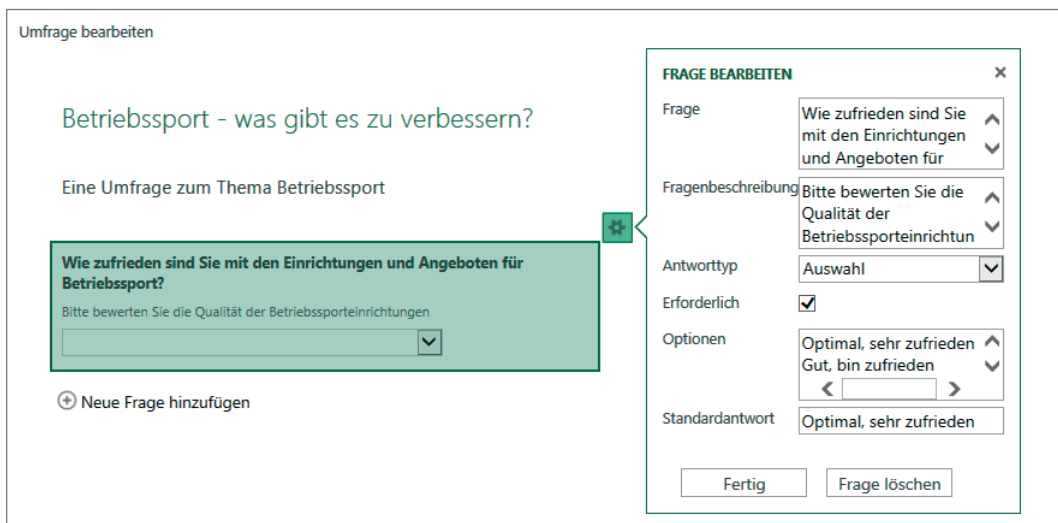 Umfrage bearbeiten
Betriebssport - was gibt es zu verbessern?
Eine Umfrage zum Thema Betriebssport
Wie zufrieden sind Sie mit den Einrichtungen und Angeboten für
Betriebssport?
Bitte bewerten Sie die Qualität der Betriebssporteinrichtungen
Neue Frage hinzufügen
FRAGE BEARBEITEN
Frage
Wie zufrieden sind Sie
mit den Einrichtungen
und Angeboten für
Fragenbeschreibung
Bitte bewerten Sie die
Qualität der
Betriebssporteinrichtun
Antworttyp
Auswahl
Erforderlich
Optionen
Optimal, sehr zufrieden
Gut, bin zufrieden
Standardantwort
Optimal, sehr zufrieden
Fertig
Frage löschen